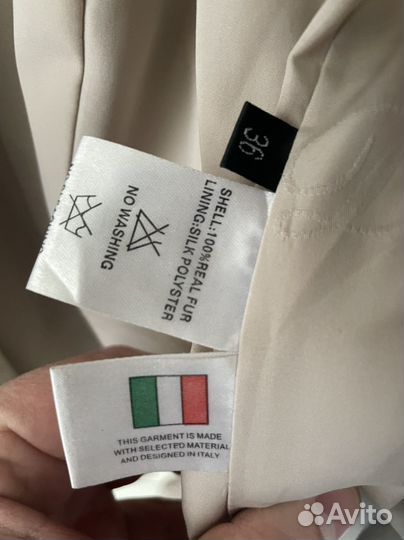 36
SHELL:100%REAL FUR
LINING:SILK POLYSTER
NO WASHING
THIS GARMENT IS MADE
WITH SELECTED MATERIAL
AND DESIGNED IN ITALY
Avito